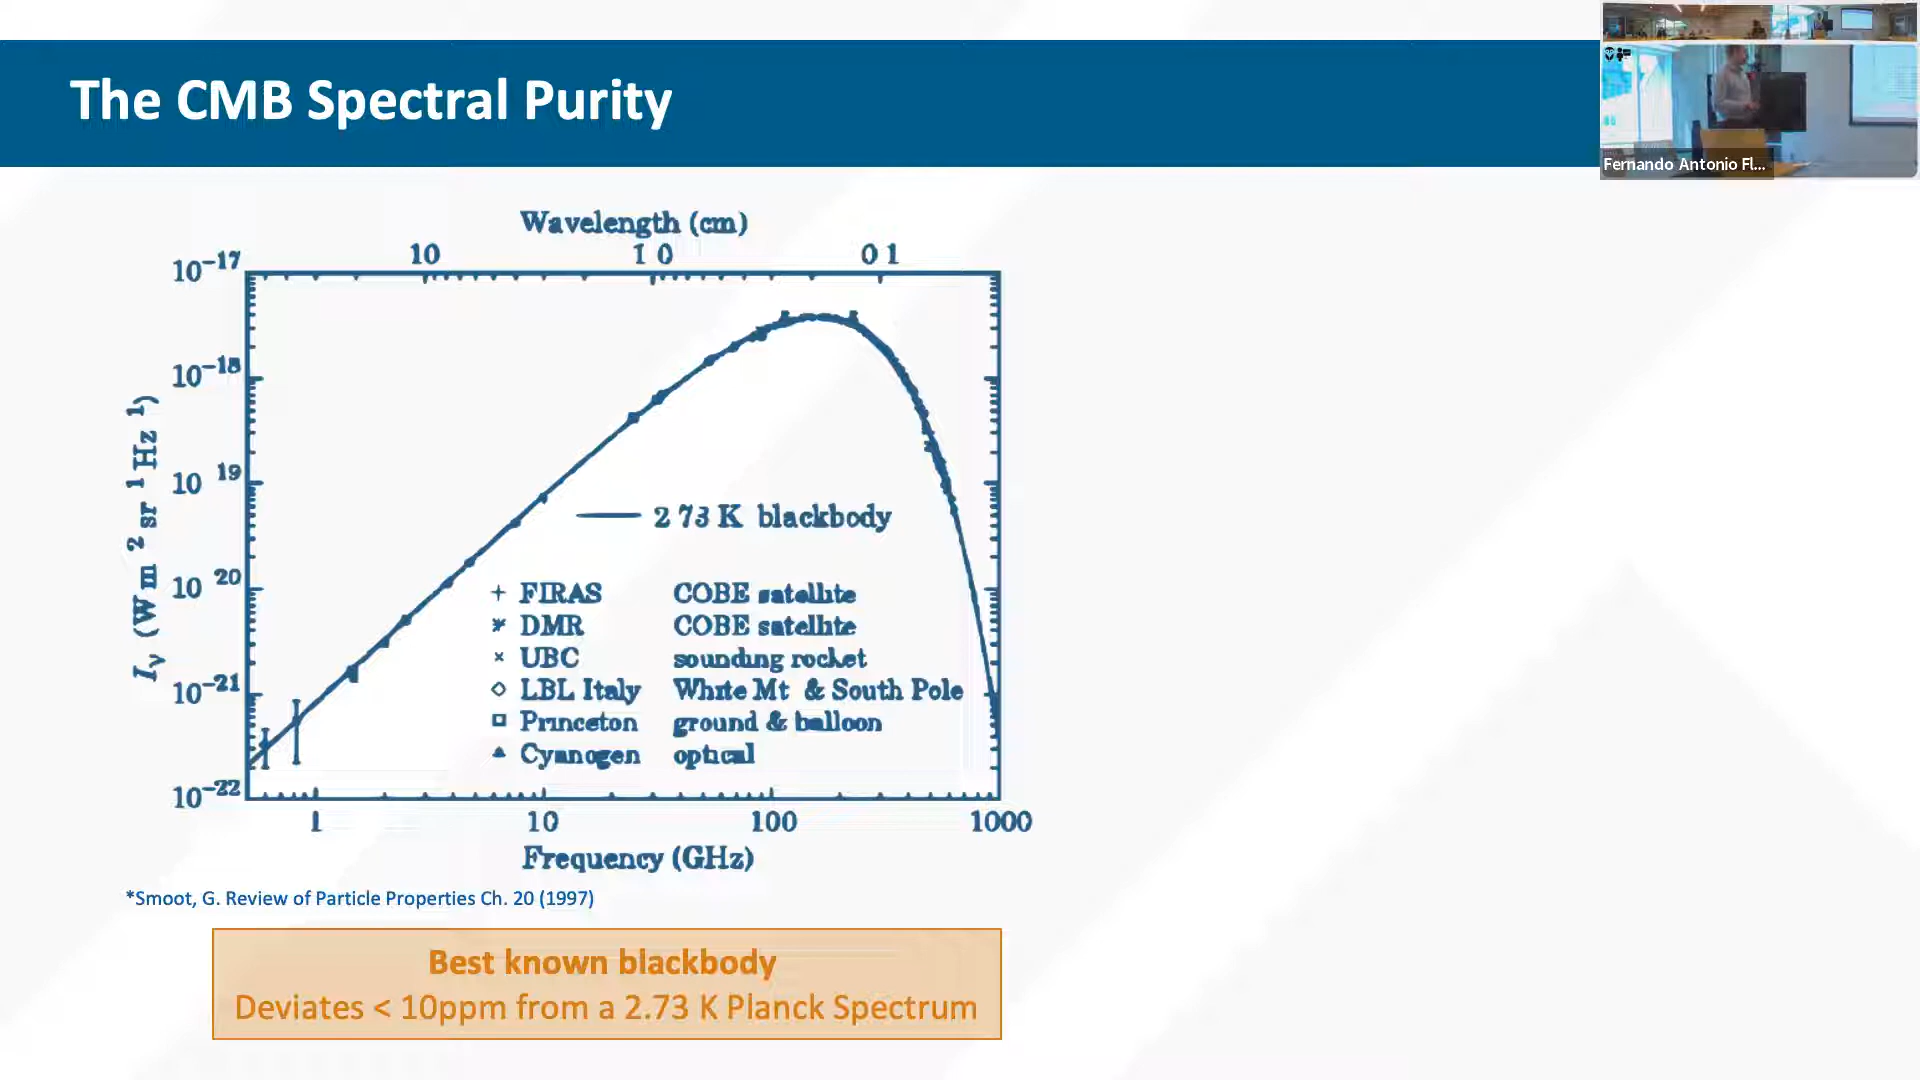 The CMB Spectral Purity
Fernando Antonio Fl...
Wavelength (cm)
10 1 0 0 1
10-17
10-18
10 19
10 20
10-21
10-22
Iν (W m 2 sr 1 Hz 1)
2 73 K blackbody
FIRAS COBE satellite
DMR COBE satellite
UBC sounding rocket
LBL Italy White Mt & South Pole
Princeton ground & balloon
Cyanogen optical
1 10 100 1000
Frequency (GHz)
*Smoot, G. Review of Particle Properties Ch. 20 (1997)
Best known blackbody
Deviates < 10ppm from a 2.73 K Planck Spectrum